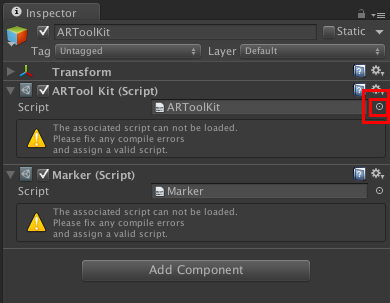 Inspector
ARToolKit
Static
Tag Untagged Layer Default
Transform
ARTool Kit (Script)
Script ARToolKit
The associated script can not be loaded.
Please fix any compile errors
and assign a valid script.
Marker (Script)
Script Marker
The associated script can not be loaded.
Please fix any compile errors
and assign a valid script.
Add Component